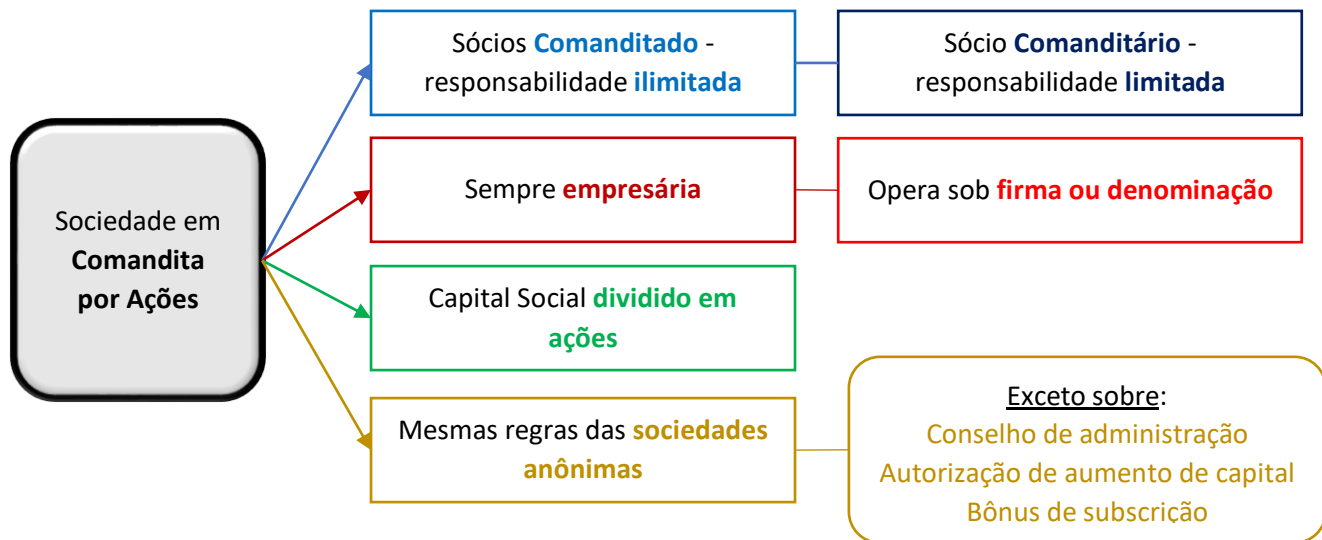 Sociedade em
Comandita
por Ações
Sócios Comanditado -
responsabilidade ilimitada
Sócio Comanditário -
responsabilidade limitada
Sempre empresária
Opera sob firma ou denominação
Capital Social dividido em
ações
Mesmas regras das sociedades
anônimas
Exceto sobre:
Conselho de administração
Autorização de aumento de capital
Bônus de subscrição